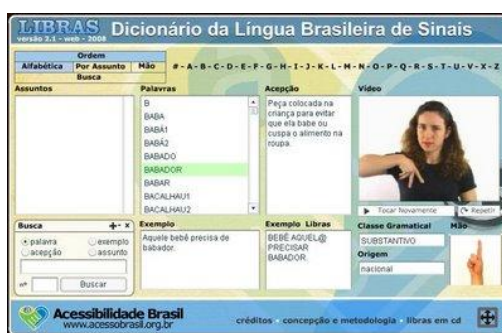 LIBRAS Dicionário da Língua Brasileira de Sinais
versão 2.1 - web - 2008
Ordem
Alfabética Por Assunto Mão
Busca
# - A - B - C - D - E - F - G - H - I - J - K - L - M - N - O - P - Q - R - S - T - U - V - X - Z
Assuntos
Palavras
B
BABA
BABÁ1
BABÁ2
BABADO
BABADOR
BABAR
BACALHAU1
BACALHAU2
Acepção
Peça colocada na
criança para evitar
que ela babe ou
cuspa o alimento na
roupa.
Vídeo
Tocar Novamente Repetir
Busca + - x
palavra exemplo
acepção assunto
nº Buscar
Exemplo
Aquele bebê precisa de
babador.
Exemplo Libras
BEBÊ AQUEL@
PRECISAR
BABADOR.
Classe Gramatical
SUBSTANTIVO
Origem
nacional
Mão
Acessibilidade Brasil
www.acessobrasil.org.br
créditos - concepção e metodologia - libras em cd